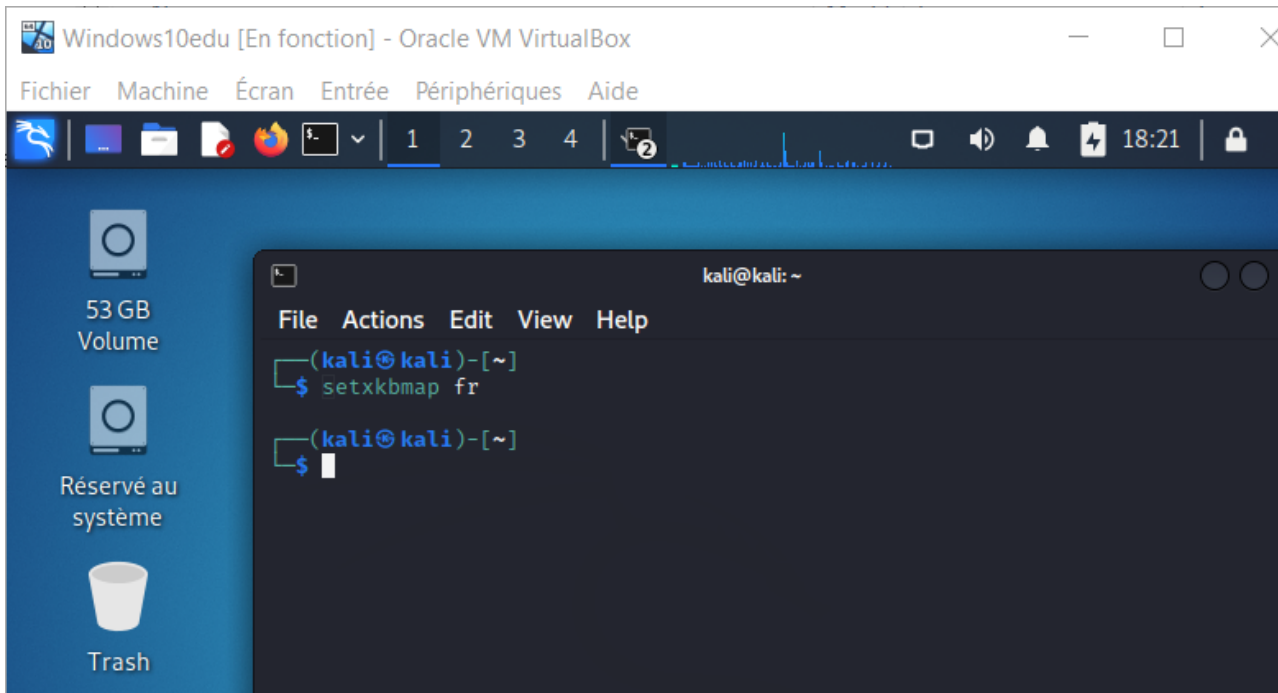 Windows10edu [En fonction] - Oracle VM VirtualBox
Fichier Machine Écran Entrée Périphériques Aide
1 2 3 4 2 18:21
53 GB
Volume
Réservé au
système
Trash
kali@kali: ~
File Actions Edit View Help
┌──(kali㉿kali)-[~]
└─$ setxkbmap fr
┌──(kali㉿kali)-[~]
└─$